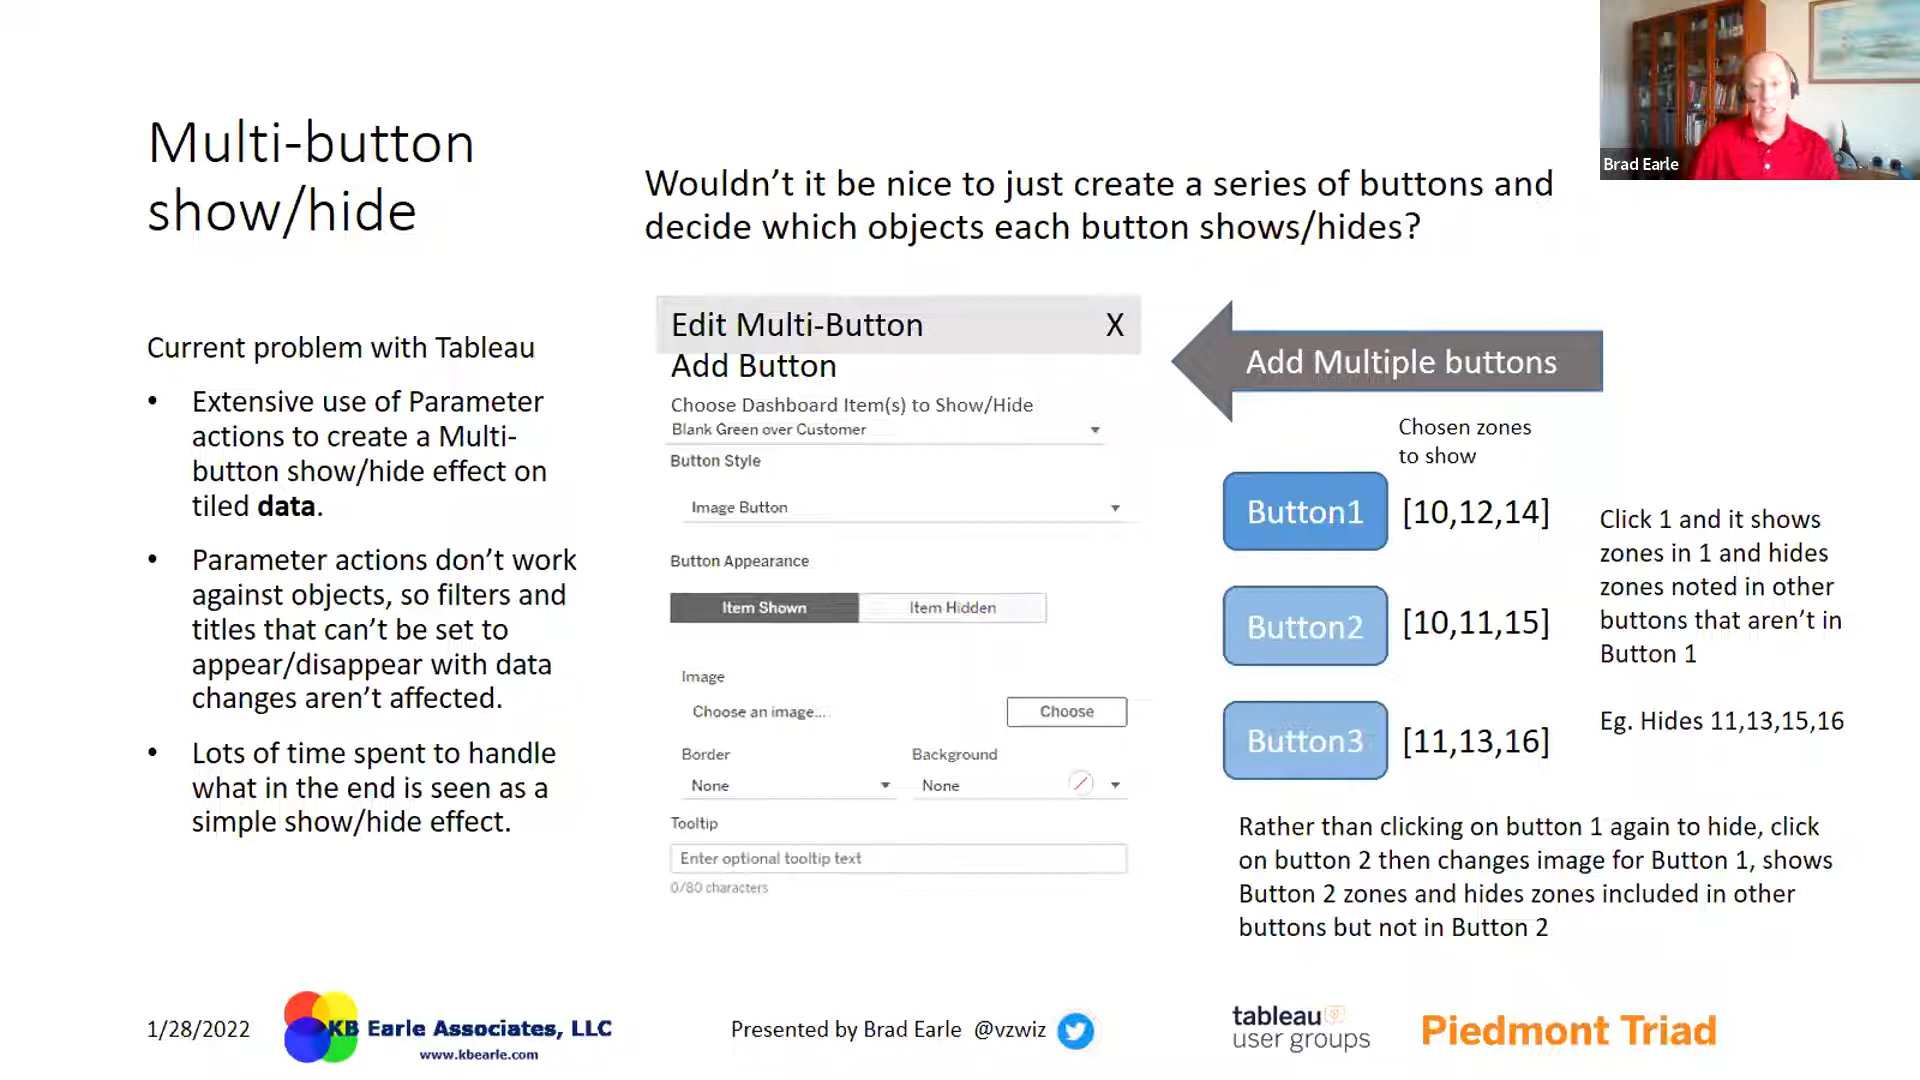 Multi-button
show/hide
Wouldn't it be nice to just create a series of buttons and
decide which objects each button shows/hides?
Brad Earle
Current problem with Tableau
• Extensive use of Parameter
actions to create a Multi-
button show/hide effect on
tiled data.
• Parameter actions don't work
against objects, so filters and
titles that can't be set to
appear/disappear with data
changes aren't affected.
• Lots of time spent to handle
what in the end is seen as a
simple show/hide effect.
Edit Multi-Button X
Add Button
Choose Dashboard Item(s) to Show/Hide
Blank Green over Customer
Button Style
Image Button
Button Appearance
Item Shown Item Hidden
Image
Choose an image... Choose
Border Background
None None
Tooltip
Enter optional tooltip text
0/80 characters
Add Multiple buttons
Chosen zones
to show
Button1 [10,12,14]
Button2 [10,11,15]
Button3 [11,13,16]
Click 1 and it shows
zones in 1 and hides
zones noted in other
buttons that aren't in
Button 1
Eg. Hides 11,13,15,16
Rather than clicking on button 1 again to hide, click
on button 2 then changes image for Button 1, shows
Button 2 zones and hides zones included in other
buttons but not in Button 2
1/28/2022
KB Earle Associates, LLC
www.kbearle.com
Presented by Brad Earle @vzwiz
tableau
user groups
Piedmont Triad